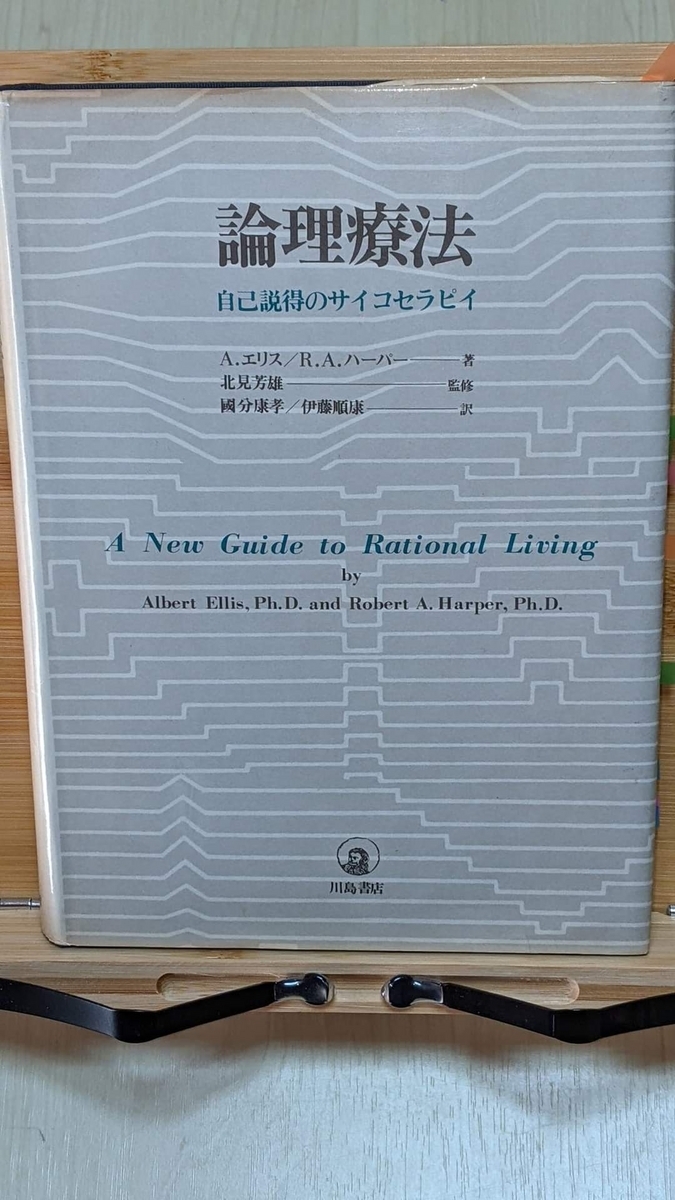 論理療法
自己説得のサイコセラピイ
A.エリス/R.A.ハーパー――著
北見芳雄――――――監修
國分康孝/伊藤順康――――訳
A New Guide to Rational Living
by
Albert Ellis, Ph.D. and Robert A. Harper, Ph.D.
川島書店